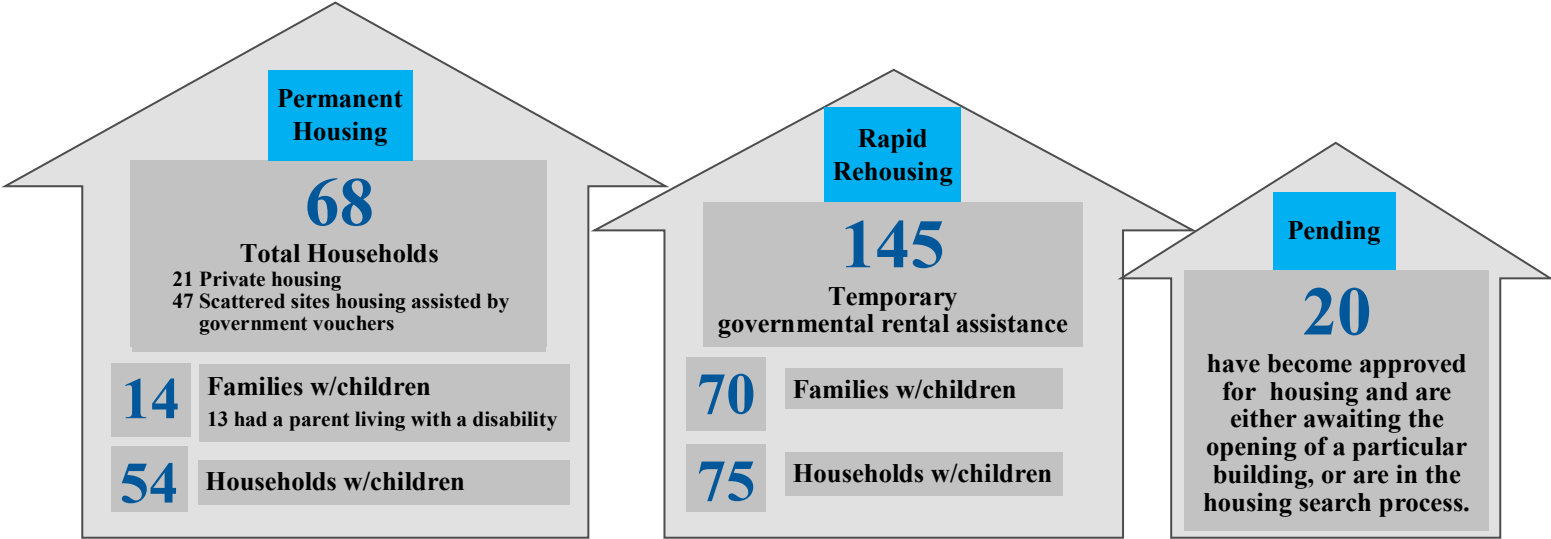 Permanent
Housing
68
Total Households
21 Private housing
47 Scattered sites housing assisted by
government vouchers
14
Families w/children
13 had a parent living with a disability
54
Households w/children
Rapid
Rehousing
145
Temporary
governmental rental assistance
70
Families w/children
75
Households w/children
Pending
20
have become approved
for housing and are
either awaiting the
opening of a particular
building, or are in the
housing search process.